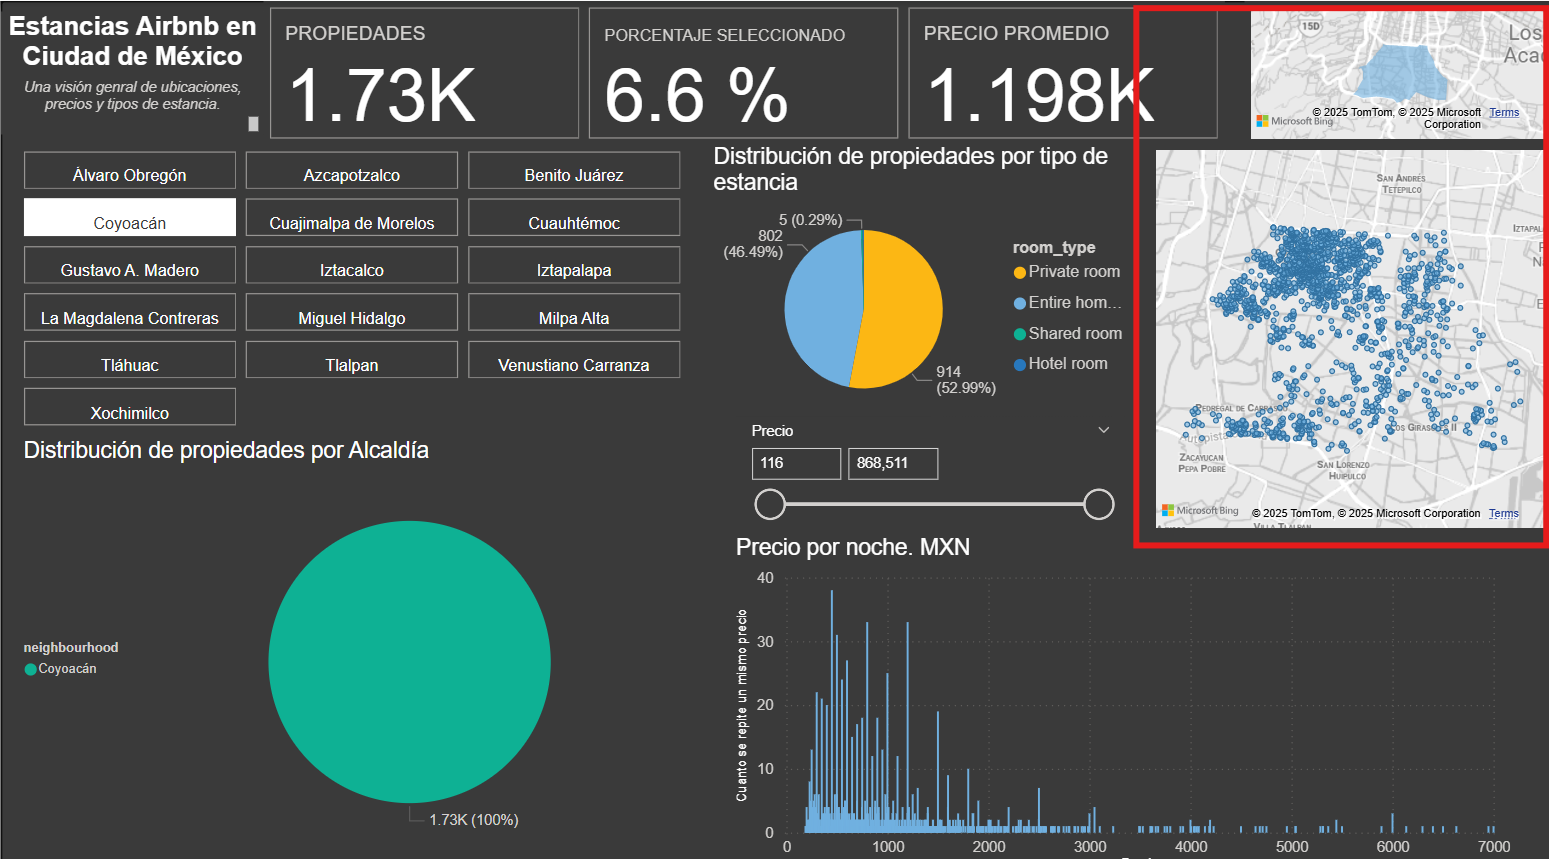 Estancias Airbnb en
Ciudad de México
Una visión genral de ubicaciones,
precios y tipos de estancia.
PROPIEDADES
1.73K
PORCENTAJE SELECCIONADO
6.6 %
PRECIO PROMEDIO
1.198K
15D
Los
Aca
Microsoft Bing
© 2025 TomTom, © 2025 Microsoft Corporation
Terms
Álvaro Obregón
Azcapotzalco
Benito Juárez
Coyoacán
Cuajimalpa de Morelos
Cuauhtémoc
Gustavo A. Madero
Iztacalco
Iztapalapa
La Magdalena Contreras
Miguel Hidalgo
Milpa Alta
Tláhuac
Tlalpan
Venustiano Carranza
Xochimilco
Distribución de propiedades por tipo de
estancia
5 (0.29%)
802
(46.49%)
914
(52.99%)
room_type
Private room
Entire hom…
Shared room
Hotel room
SAN ANDRES
TETEPILCO
IZTAPAL
PEDREGAL DE CARRASCO
Autopista
LOS GIRASOLES II
ZACAYUCAN
PEPA POBRE
SAN LORENZO
HUIPULCO
Microsoft Bing
© 2025 TomTom, © 2025 Microsoft Corporation
Terms
VILLA TLALPAN
Precio
116
868,511
Distribución de propiedades por Alcaldía
neighbourhood
Coyoacán
1.73K (100%)
Precio por noche. MXN
Cuanto se repite un mismo precio
40
30
20
10
0
0
1000
2000
3000
4000
5000
6000
7000